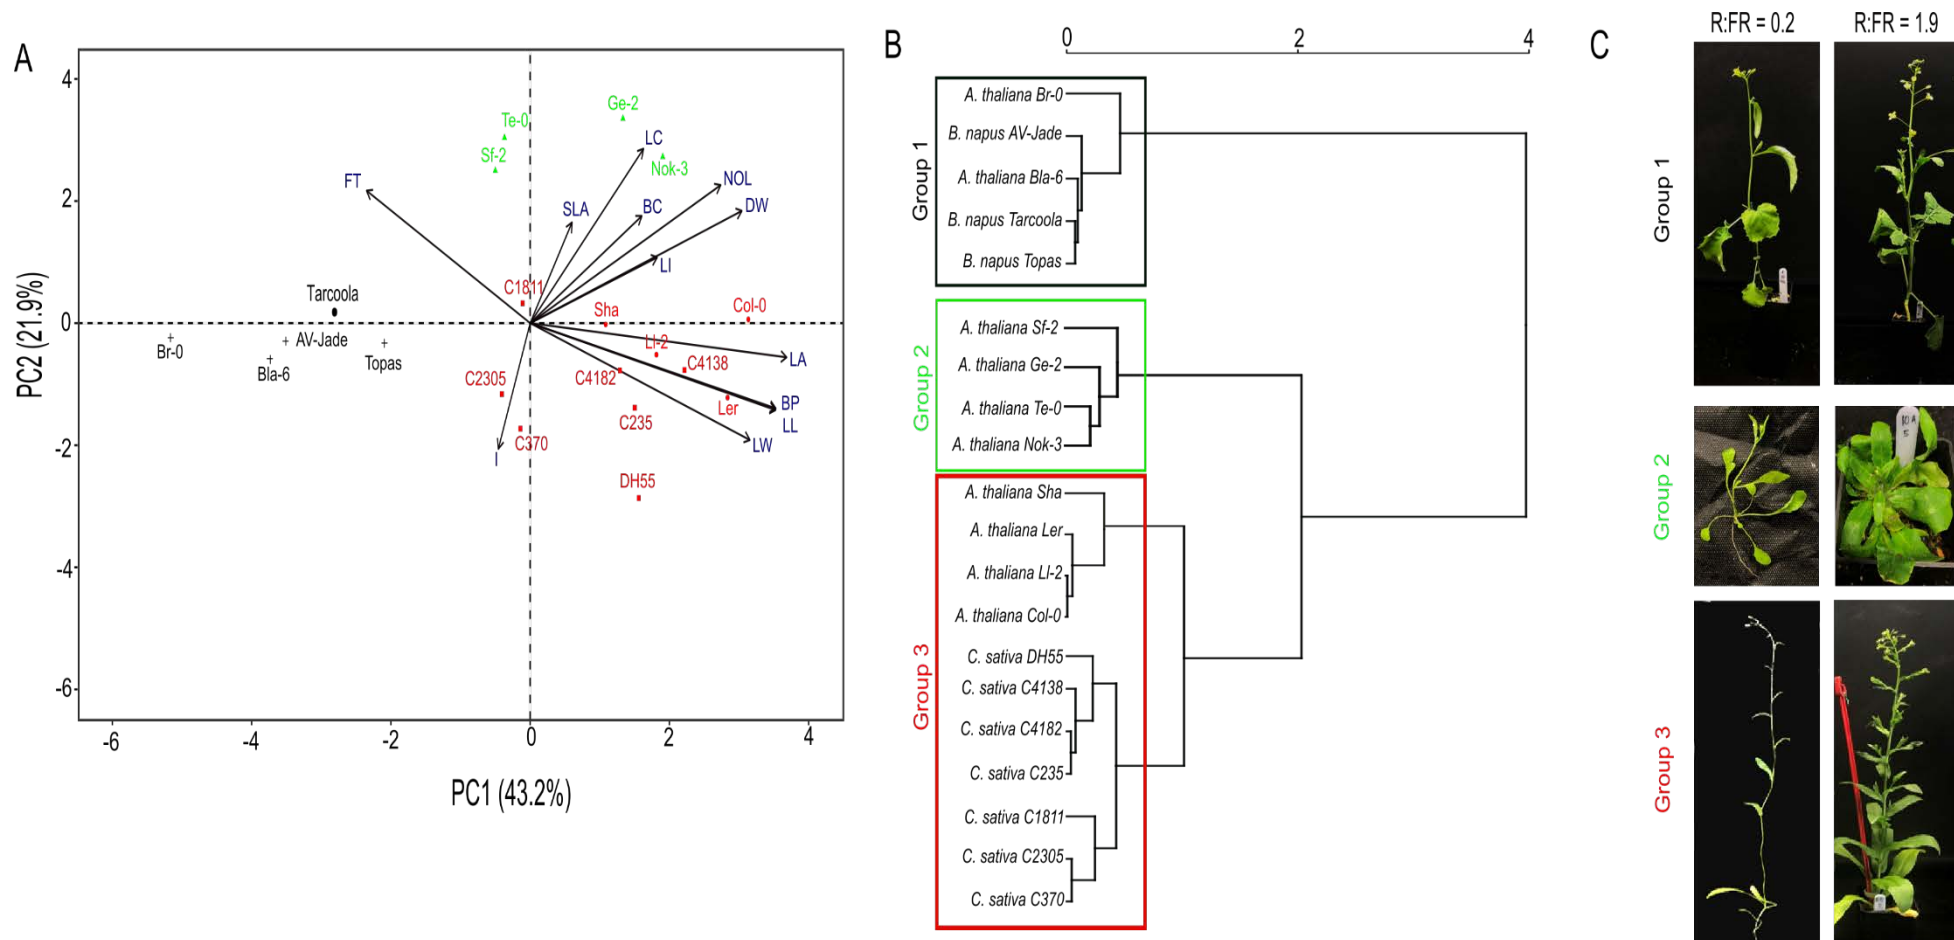 A
4
2
0
-2
-4
-6
PC2 (21.9%)
-6
-4
-2
0
2
4
PC1 (43.2%)
Te-0
Sf-2
Ge-2
Nok-3
FT
LC
NOL
SLA
BC
DW
LI
Tarcoola
C1811
Sha
Col-0
Br-0
AV-Jade
Bla-6
Topas
Ll-2
LA
C2305
C4182
C4138
C235
Ler
BP
LL
LW
I
C370
DH55
B
0
2
4
Group 1
A. thaliana Br-0
B. napus AV-Jade
A. thaliana Bla-6
B. napus Tarcoola
B. napus Topas
Group 2
A. thaliana Sf-2
A. thaliana Ge-2
A. thaliana Te-0
A. thaliana Nok-3
Group 3
A. thaliana Sha
A. thaliana Ler
A. thaliana Ll-2
A. thaliana Col-0
C. sativa DH55
C. sativa C4138
C. sativa C4182
C. sativa C235
C. sativa C1811
C. sativa C2305
C. sativa C370
C
R:FR = 0.2
R:FR = 1.9
Group 1
Group 2
Group 3